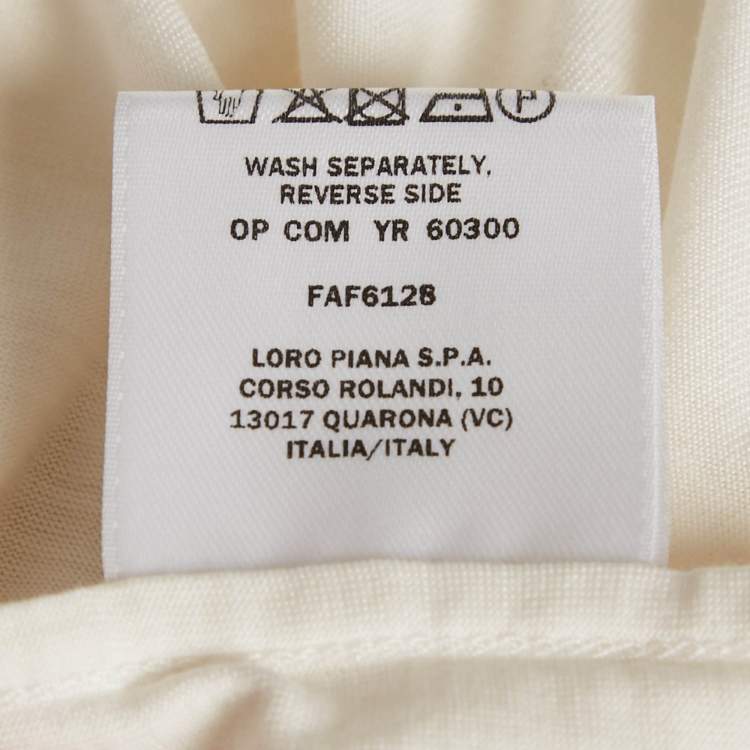 WASH SEPARATELY,
REVERSE SIDE
OP COM YR 60300
FAF6128
LORO PIANA S.P.A.
CORSO ROLANDI, 10
13017 QUARONA (VC)
ITALIA/ITALY